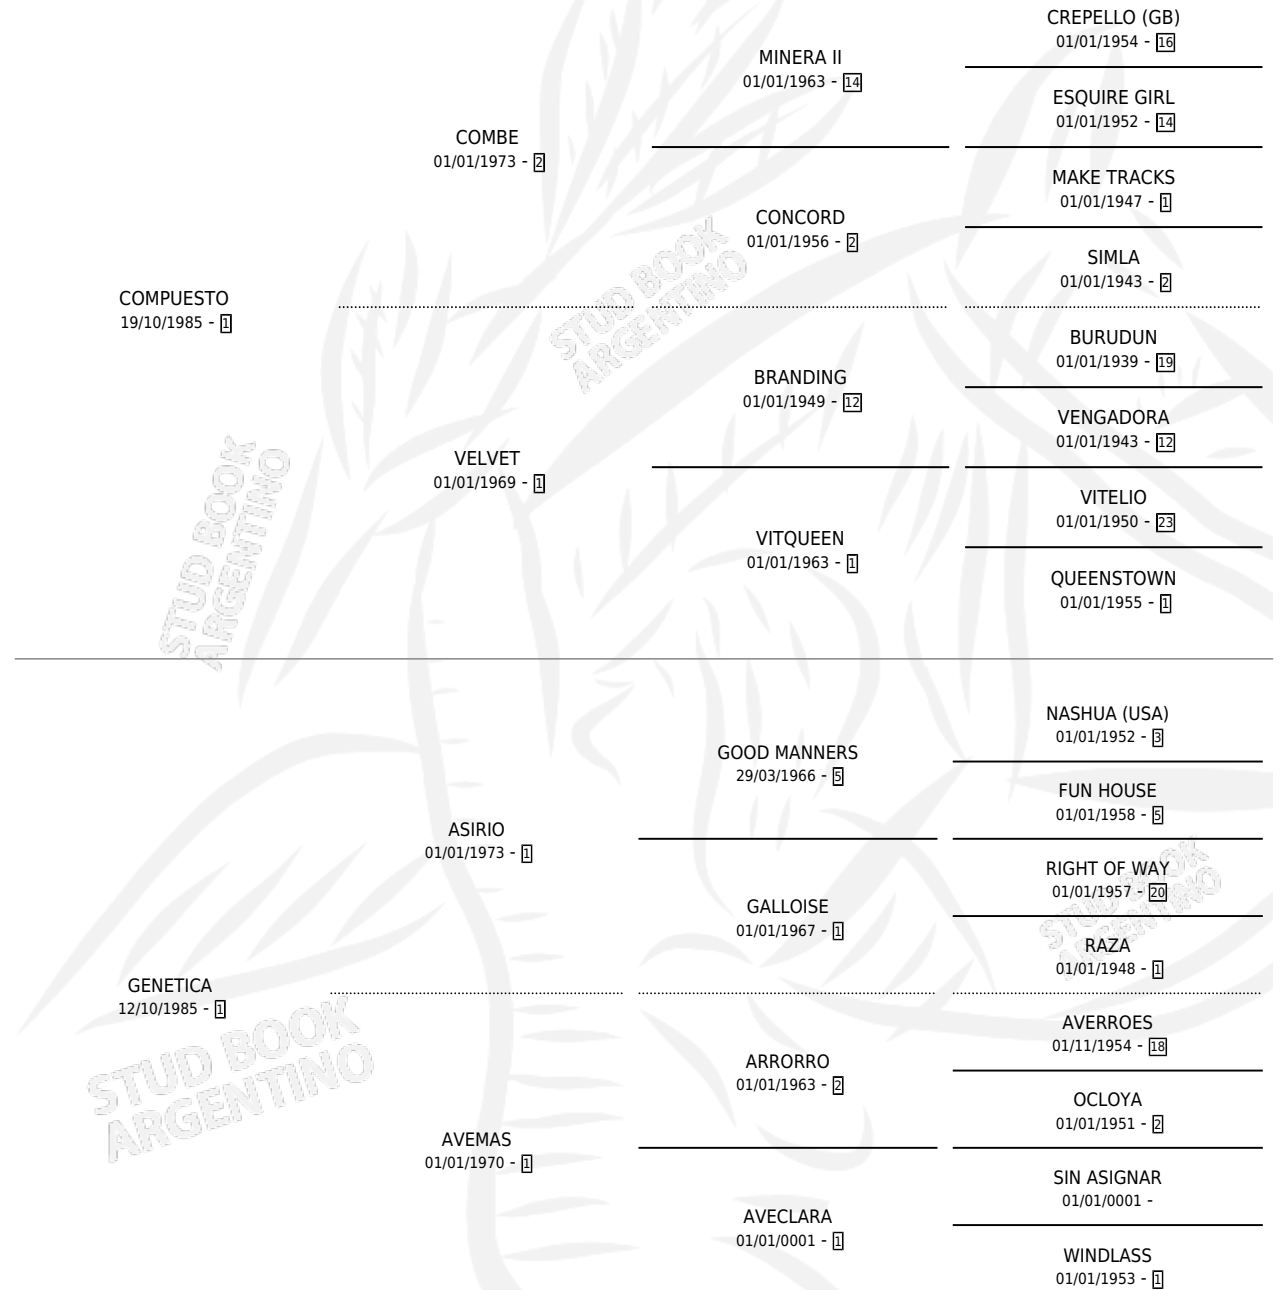 COMPUESTO
19/10/1985 - 1
COMBE
01/01/1973 - 2
MINERA II
01/01/1963 - 14
CREPELLO (GB)
01/01/1954 - 16
ESQUIRE GIRL
01/01/1952 - 14
CONCORD
01/01/1956 - 2
MAKE TRACKS
01/01/1947 - 1
SIMLA
01/01/1943 - 2
VELVET
01/01/1969 - 1
BRANDING
01/01/1949 - 12
BURUDUN
01/01/1939 - 19
VENGADORA
01/01/1943 - 12
VITQUEEN
01/01/1963 - 1
VITELIO
01/01/1950 - 23
QUEENSTOWN
01/01/1955 - 1
GENETICA
12/10/1985 - 1
ASIRIO
01/01/1973 - 1
GOOD MANNERS
29/03/1966 - 5
NASHUA (USA)
01/01/1952 - 3
FUN HOUSE
01/01/1958 - 5
GALLOISE
01/01/1967 - 1
RIGHT OF WAY
01/01/1957 - 20
RAZA
01/01/1948 - 1
AVEMAS
01/01/1970 - 1
ARRORRO
01/01/1963 - 2
AVERROES
01/11/1954 - 18
OCLOYA
01/01/1951 - 2
AVECLARA
01/01/0001 - 1
SIN ASIGNAR
01/01/0001 -
WINDLASS
01/01/1953 - 1
STUD BOOK
ARGENTINO
STUD BOOK
ARGENTINO
STUD BOOK
ARGENTINO
STUD BOOK
ARGENTINO